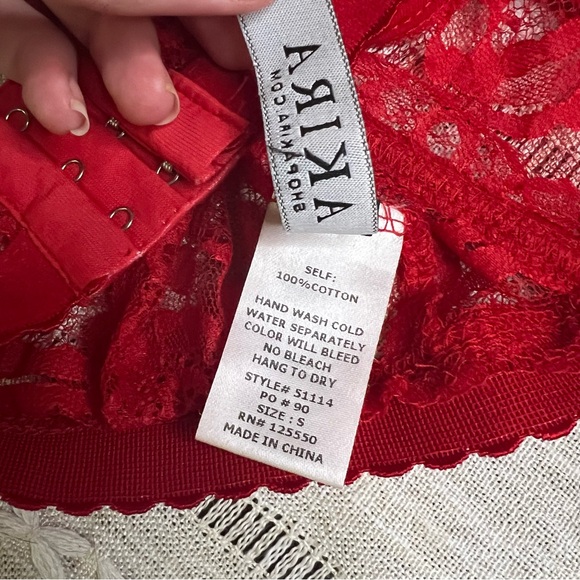 AKIRA
SHOPAKIRA.COM
SELF:
100%COTTON
HAND WASH COLD
WATER SEPARATELY
COLOR WILL BLEED
NO BLEACH
HANG TO DRY
STYLE# 51114
PO # 90
SIZE : S
RN# 125550
MADE IN CHINA